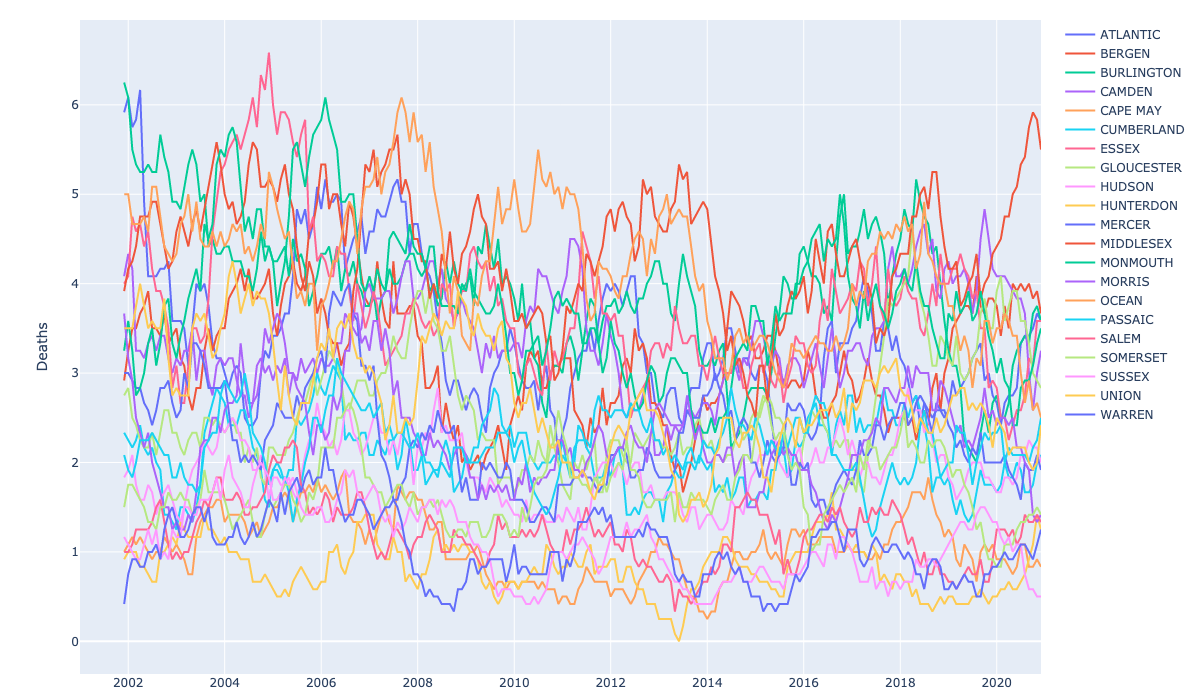 Deaths
6
5
4
3
2
1
0
2002 2004 2006 2008 2010 2012 2014 2016 2018 2020
ATLANTIC
BERGEN
BURLINGTON
CAMDEN
CAPE MAY
CUMBERLAND
ESSEX
GLOUCESTER
HUDSON
HUNTERDON
MERCER
MIDDLESEX
MONMOUTH
MORRIS
OCEAN
PASSAIC
SALEM
SOMERSET
SUSSEX
UNION
WARREN